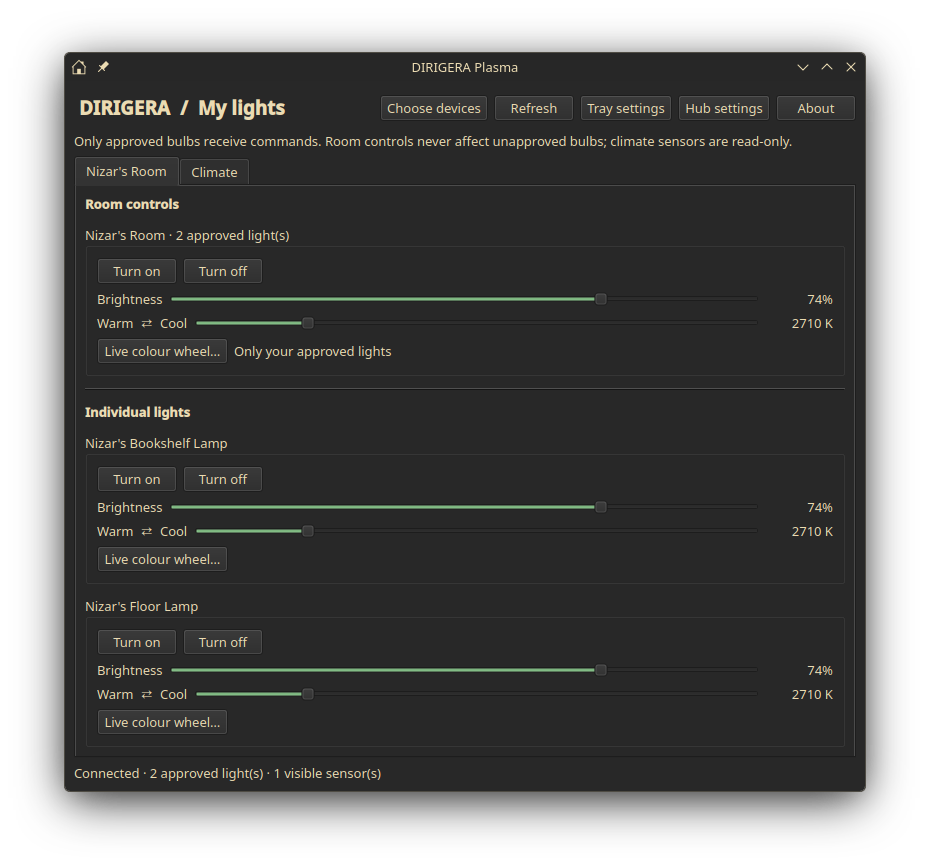 DIRIGERA Plasma
DIRIGERA / My lights
Choose devices
Refresh
Tray settings
Hub settings
About
Only approved bulbs receive commands. Room controls never affect unapproved bulbs; climate sensors are read-only.
Nizar's Room
Climate
Room controls
Nizar's Room · 2 approved light(s)
Turn on
Turn off
Brightness 74%
Warm ⇄ Cool 2710 K
Live colour wheel... Only your approved lights
Individual lights
Nizar's Bookshelf Lamp
Turn on
Turn off
Brightness 74%
Warm ⇄ Cool 2710 K
Live colour wheel...
Nizar's Floor Lamp
Turn on
Turn off
Brightness 74%
Warm ⇄ Cool 2710 K
Live colour wheel...
Connected · 2 approved light(s) · 1 visible sensor(s)